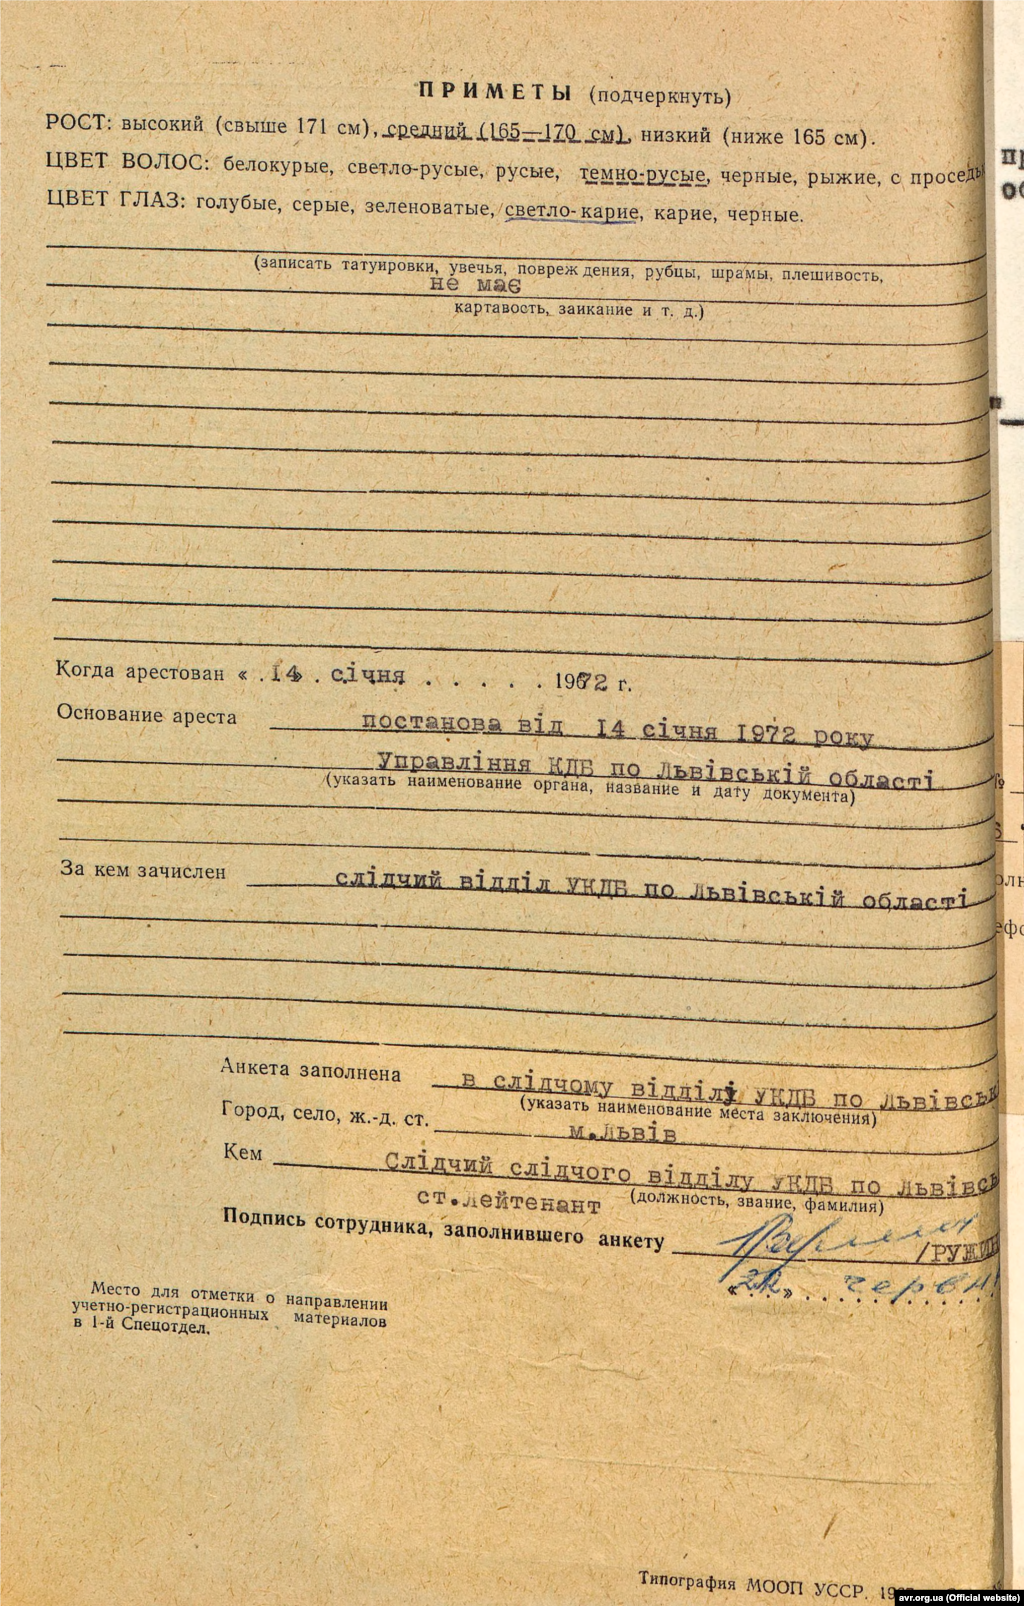 ПРИМЕТЫ (подчеркнуть)
РОСТ: высокий (свыше 171 см), средний (165—170 см), низкий (ниже 165 см).
ЦВЕТ ВОЛОС: белокурые, светло-русые, русые, темно-русые, черные, рыжие, с проседью
ЦВЕТ ГЛАЗ: голубые, серые, зеленоватые, светло-карие, карие, черные.
(записать татуировки, увечья, повреждения, рубцы, шрамы, плешивость,
не має
картавость, заикание и т. д.)
Когда арестован « . 14 » . січня . . . . . 1972 г.
Основание ареста постанова від 14 січня 1972 року
Управління КДБ по Львівській області
(указать наименование органа, название и дату документа)
За кем зачислен слідчий відділ УКДБ по Львівській області
Анкета заполнена в слідчому відділі УКДБ по Львівсь
(указать наименование места заключения)
Город, село, ж.-д. ст. м.Львів
Кем Слідчий слідчого відділу УКДБ по Львівсь
ст.лейтенант (должность, звание, фамилия)
Подпись сотрудника, заполнившего анкету /РУЖИН
« » червн
Место для отметки о направлении
учетно-регистрационных материалов
в 1-й Спецотдел.
Типография МООП УССР.
avr.org.ua (Official website)